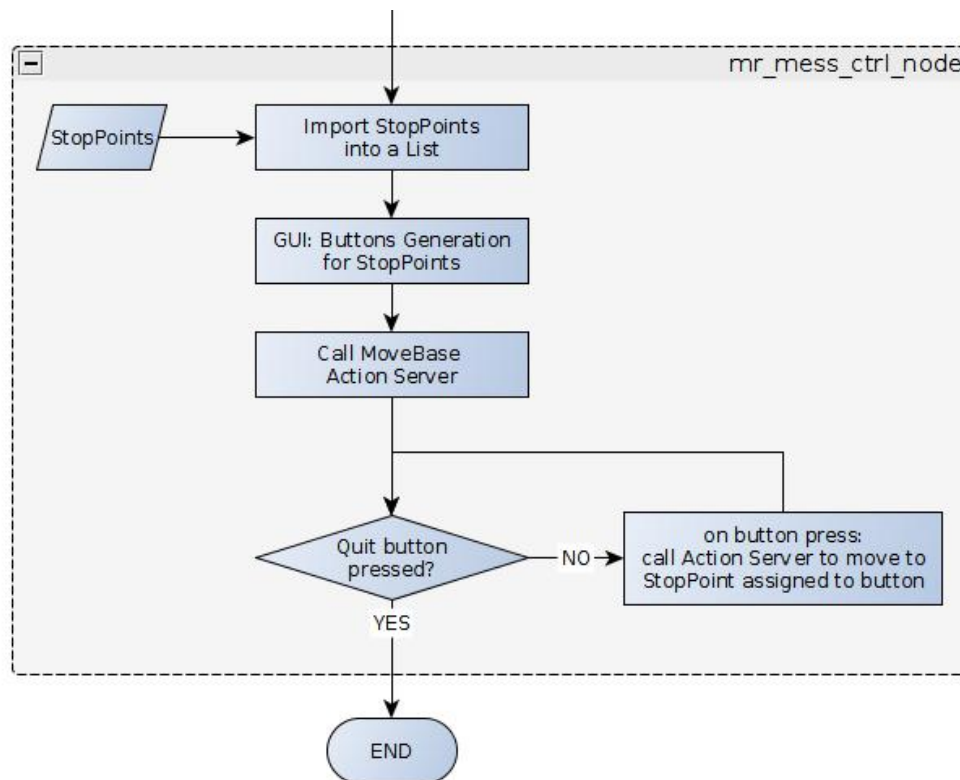 mr_mess_ctrl_node
StopPoints
Import StopPoints
into a List
GUI: Buttons Generation
for StopPoints
Call MoveBase
Action Server
Quit button
pressed?
NO
on button press:
call Action Server to move to
StopPoint assigned to button
YES
END